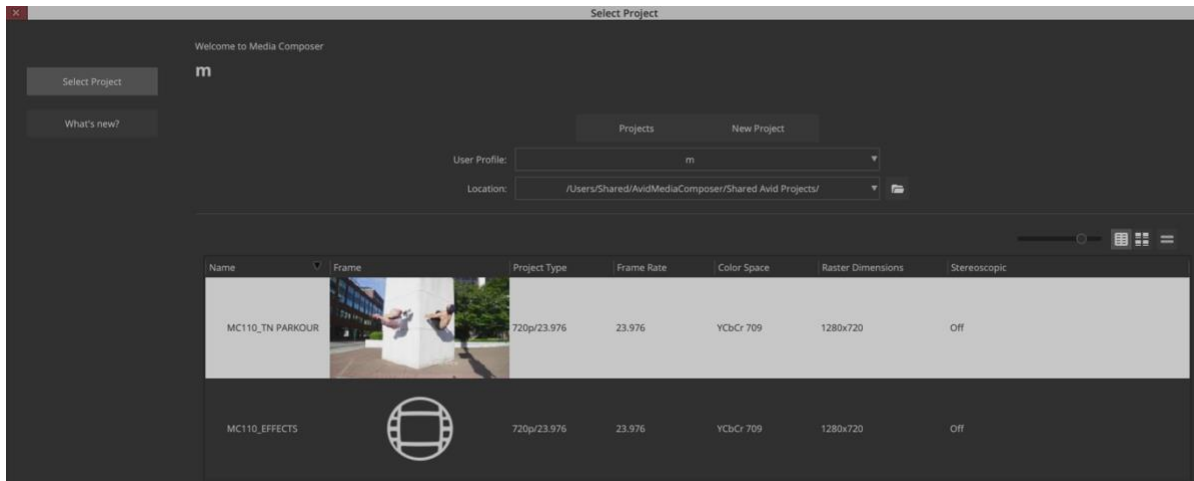 Select Project
Welcome to Media Composer
m
Select Project
What's new?
Projects New Project
User Profile: m
Location: /Users/Shared/AvidMediaComposer/Shared Avid Projects/
Name Frame Project Type Frame Rate Color Space Raster Dimensions Stereoscopic
MC110_TN PARKOUR 720p/23.976 23.976 YCbCr 709 1280x720 Off
MC110_EFFECTS 720p/23.976 23.976 YCbCr 709 1280x720 Off